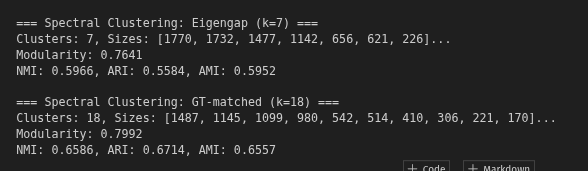 === Spectral Clustering: Eigengap (k=7) ===
Clusters: 7, Sizes: [1770, 1732, 1477, 1142, 656, 621, 226]...
Modularity: 0.7641
NMI: 0.5966, ARI: 0.5584, AMI: 0.5952
=== Spectral Clustering: GT-matched (k=18) ===
Clusters: 18, Sizes: [1487, 1145, 1099, 980, 542, 514, 410, 306, 221, 170]...
Modularity: 0.7992
NMI: 0.6586, ARI: 0.6714, AMI: 0.6557
+ Code + Markdown